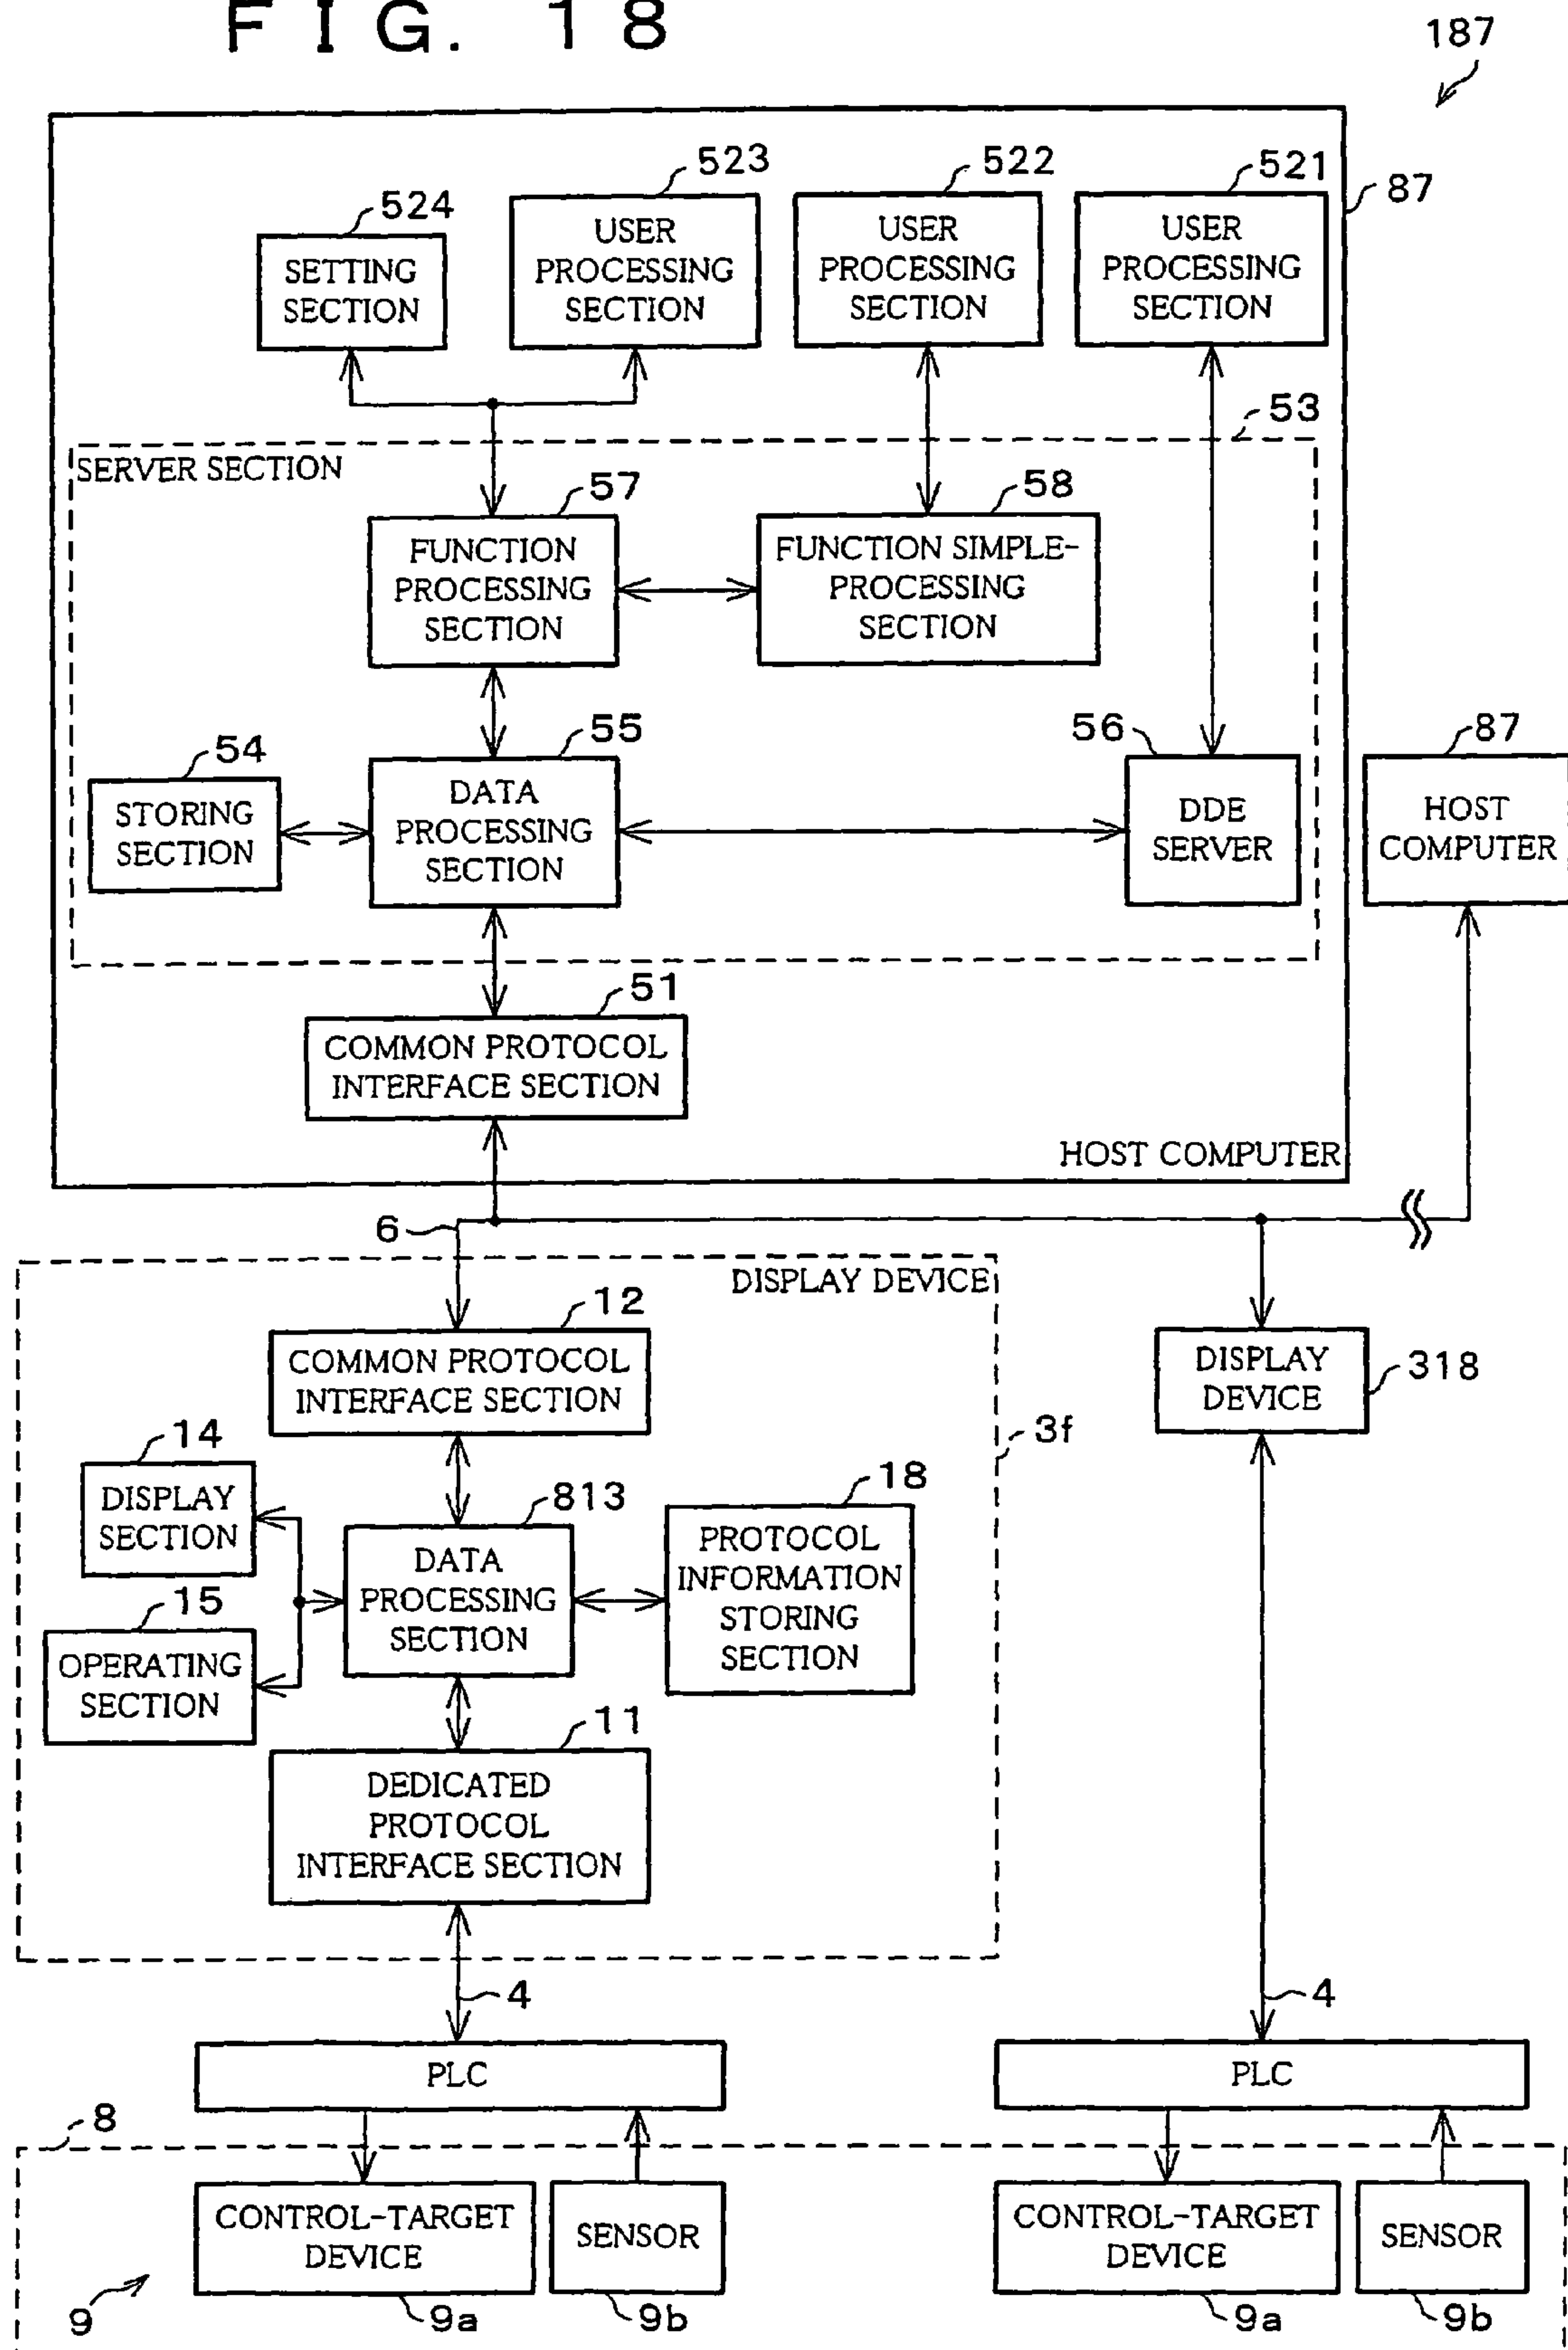 FIG. 18
187
523
522
521
524
87
SETTING
SECTION
USER
PROCESSING
SECTION
USER
PROCESSING
SECTION
USER
PROCESSING
SECTION
53
SERVER SECTION
57
58
FUNCTION
PROCESSING
SECTION
FUNCTION SIMPLE-
PROCESSING
SECTION
54
55
56
87
STORING
SECTION
DATA
PROCESSING
SECTION
DDE
SERVER
HOST
COMPUTER
51
COMMON PROTOCOL
INTERFACE SECTION
HOST COMPUTER
6
DISPLAY DEVICE
12
COMMON PROTOCOL
INTERFACE SECTION
DISPLAY
DEVICE
318
3f
14
DISPLAY
SECTION
813
18
DATA
PROCESSING
SECTION
PROTOCOL
INFORMATION
STORING
SECTION
15
OPERATING
SECTION
11
DEDICATED
PROTOCOL
INTERFACE SECTION
4
4
PLC
PLC
8
CONTROL-TARGET
DEVICE
SENSOR
CONTROL-TARGET
DEVICE
SENSOR
9
9a
9b
9a
9b